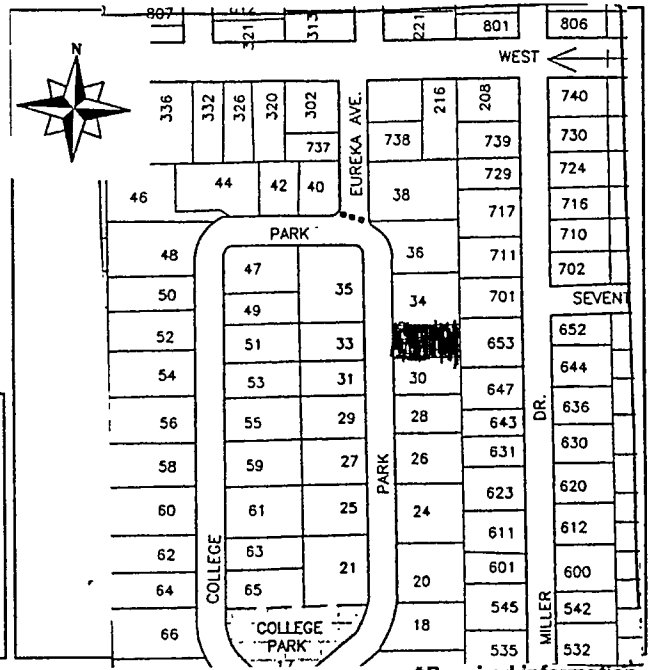 807 313 221 801 806
321
N
WEST
336 332 326 320 302 EUREKA AVE. 216 208 740
737 738 739 730
46 44 42 40 38 729 724
717 716
PARK 710
48 47 36 711 702
50 35 34 701 SEVENT
49
52 51 33 653 652
54 53 31 30 647 644
56 55 29 28 643 DR. 636
58 59 27 PARK 26 631 630
60 61 25 24 623 620
611 612
62 COLLEGE 63 21 20 601 600
64 65 545 MILLER 542
66 COLLEGE 18 535 532
PARK
17
*Required information